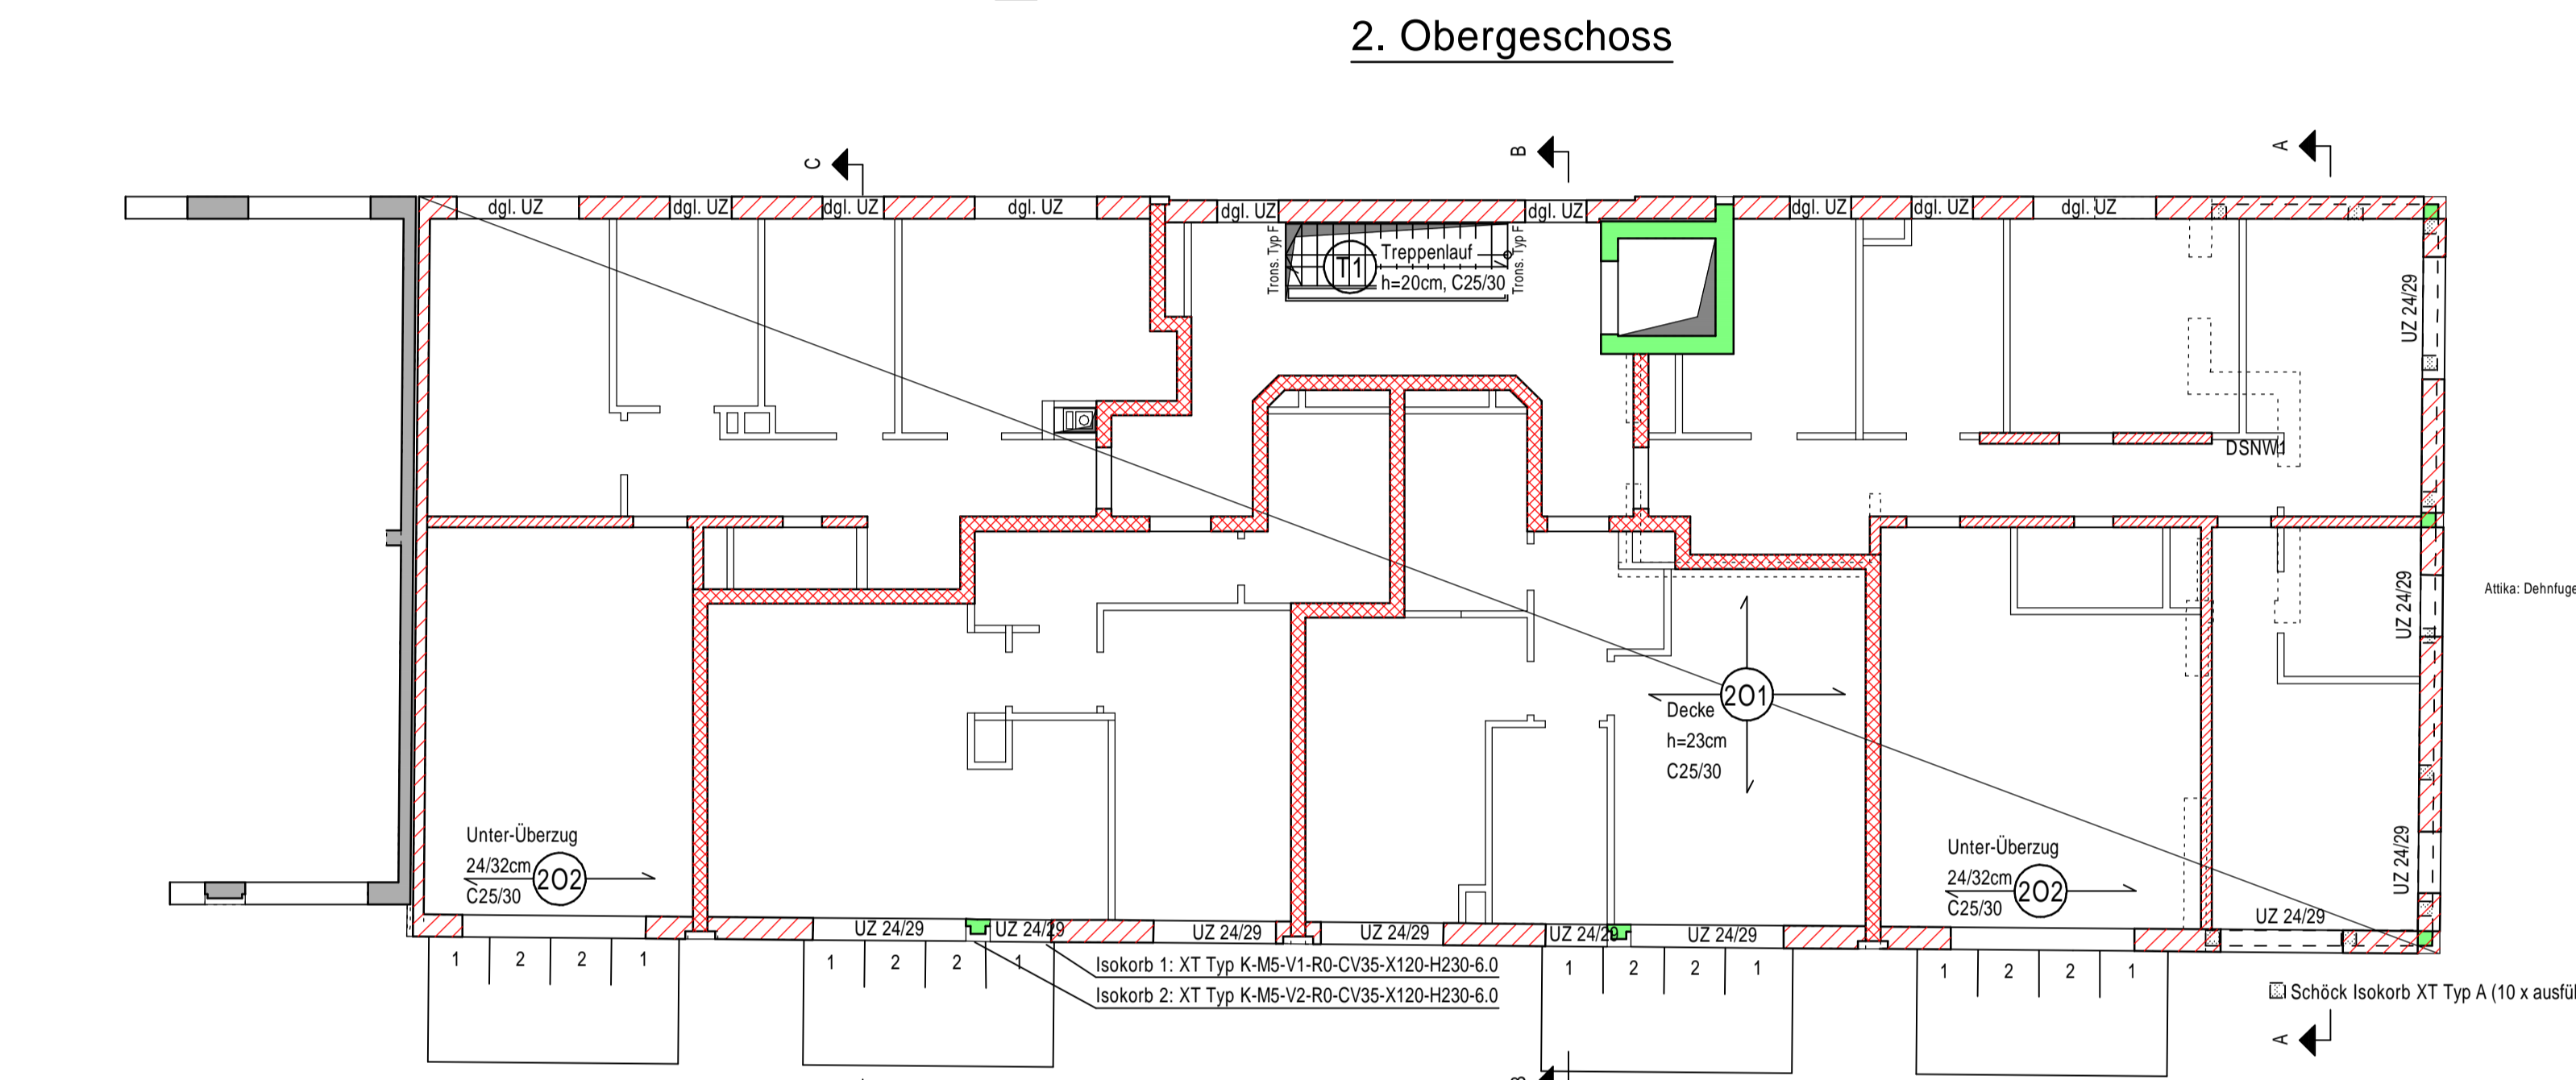 2. Obergeschoss
C
B
A
dgl. UZ
dgl. UZ
dgl. UZ
dgl. UZ
dgl. UZ
dgl. UZ
dgl. UZ
dgl. UZ
dgl. UZ
Trons. Typ F
T1
Treppenlauf
h=20cm, C25/30
Trons. Typ F
UZ 24/29
DSNW1
UZ 24/29
Attika: Dehnfuge
201
Decke
h=23cm
C25/30
Unter-Überzug
24/32cm
C25/30
202
Unter-Überzug
24/32cm
C25/30
202
UZ 24/29
UZ 24/29
UZ 24/29
UZ 24/29
UZ 24/29
UZ 24/29
UZ 24/29
UZ 24/29
1 2 2 1
1 2 2 1
1 2 2 1
1 2 2 1
Isokorb 1: XT Typ K-M5-V1-R0-CV35-X120-H230-6.0
Isokorb 2: XT Typ K-M5-V2-R0-CV35-X120-H230-6.0
Schöck Isokorb XT Typ A (10 x ausfü
A